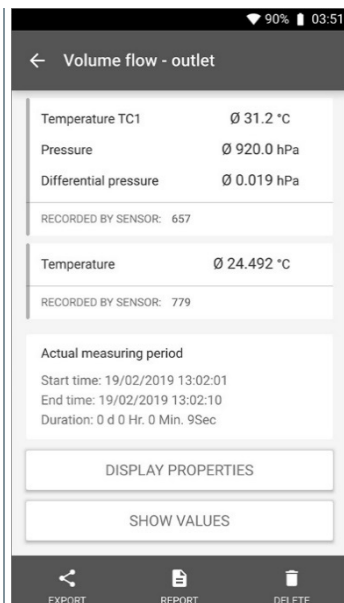 90% 03:51
← Volume flow - outlet
Temperature TC1 Ø 31.2 °C
Pressure Ø 920.0 hPa
Differential pressure Ø 0.019 hPa
RECORDED BY SENSOR: 657
Temperature Ø 24.492 °C
RECORDED BY SENSOR: 779
Actual measuring period
Start time: 19/02/2019 13:02:01
End time: 19/02/2019 13:02:10
Duration: 0 d 0 Hr. 0 Min. 9Sec
DISPLAY PROPERTIES
SHOW VALUES
EXPORT REPORT DELETE